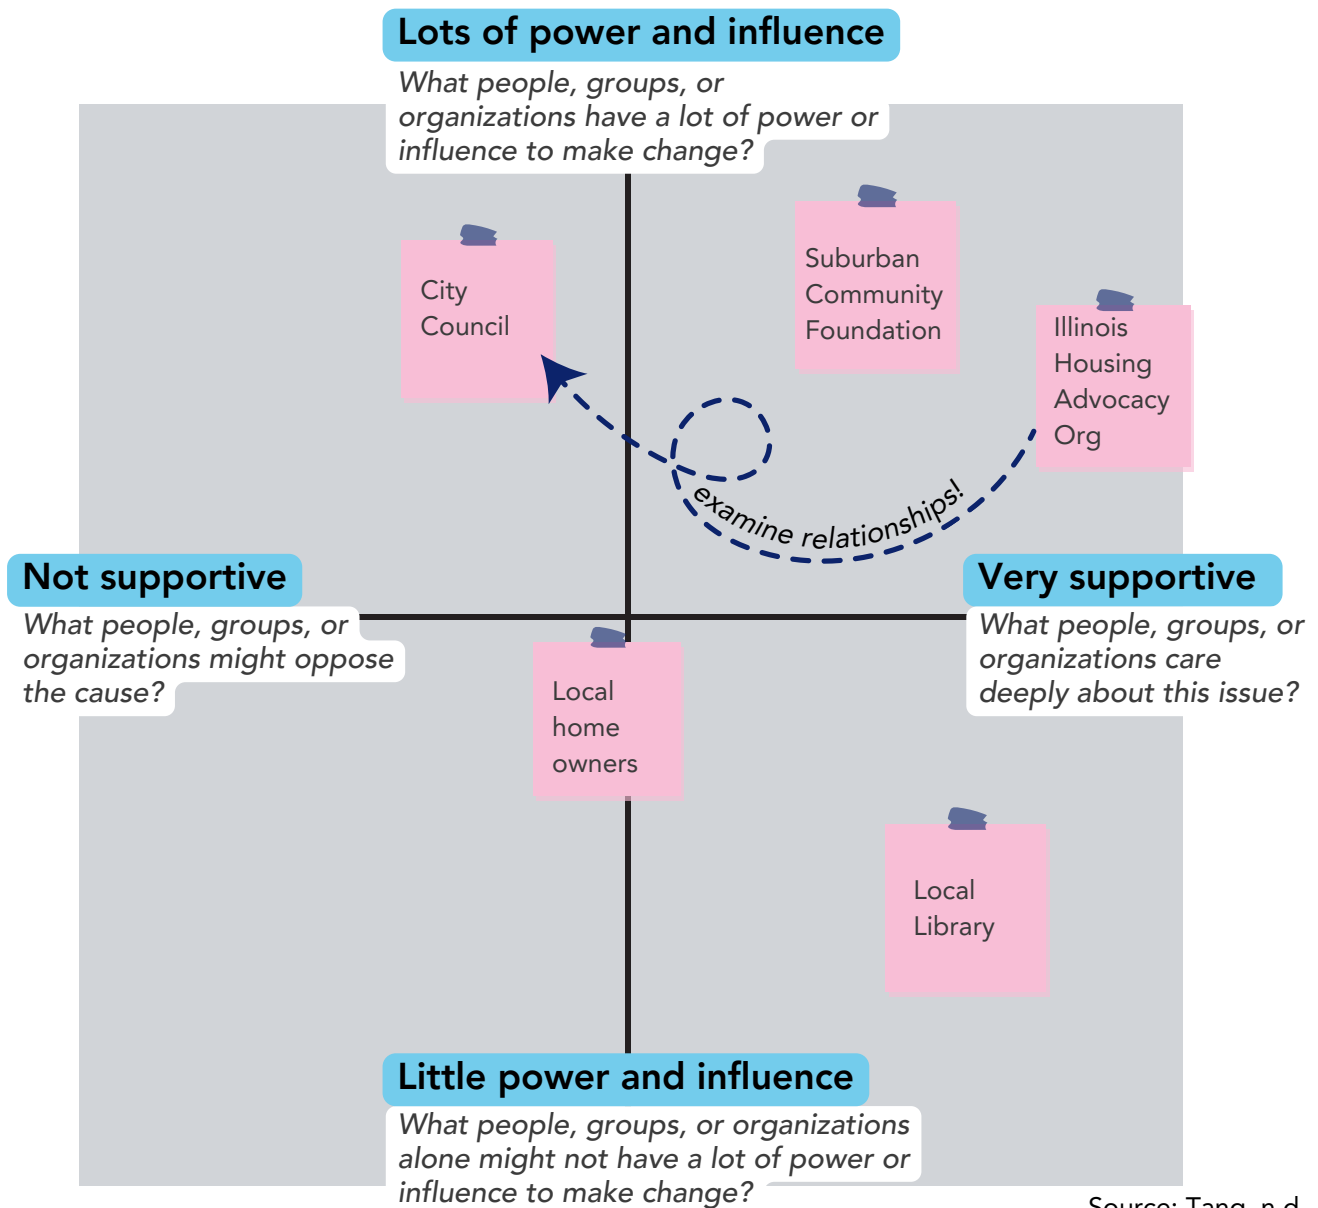 Lots of power and influence
What people, groups, or
organizations have a lot of power or
influence to make change?
City
Council
Suburban
Community
Foundation
Illinois
Housing
Advocacy
Org
examine relationships!
Not supportive
What people, groups, or
organizations might oppose
the cause?
Very supportive
What people, groups, or
organizations care
deeply about this issue?
Local
home
owners
Local
Library
Little power and influence
What people, groups, or organizations
alone might not have a lot of power or
influence to make change?
Source: Tang, n.d.